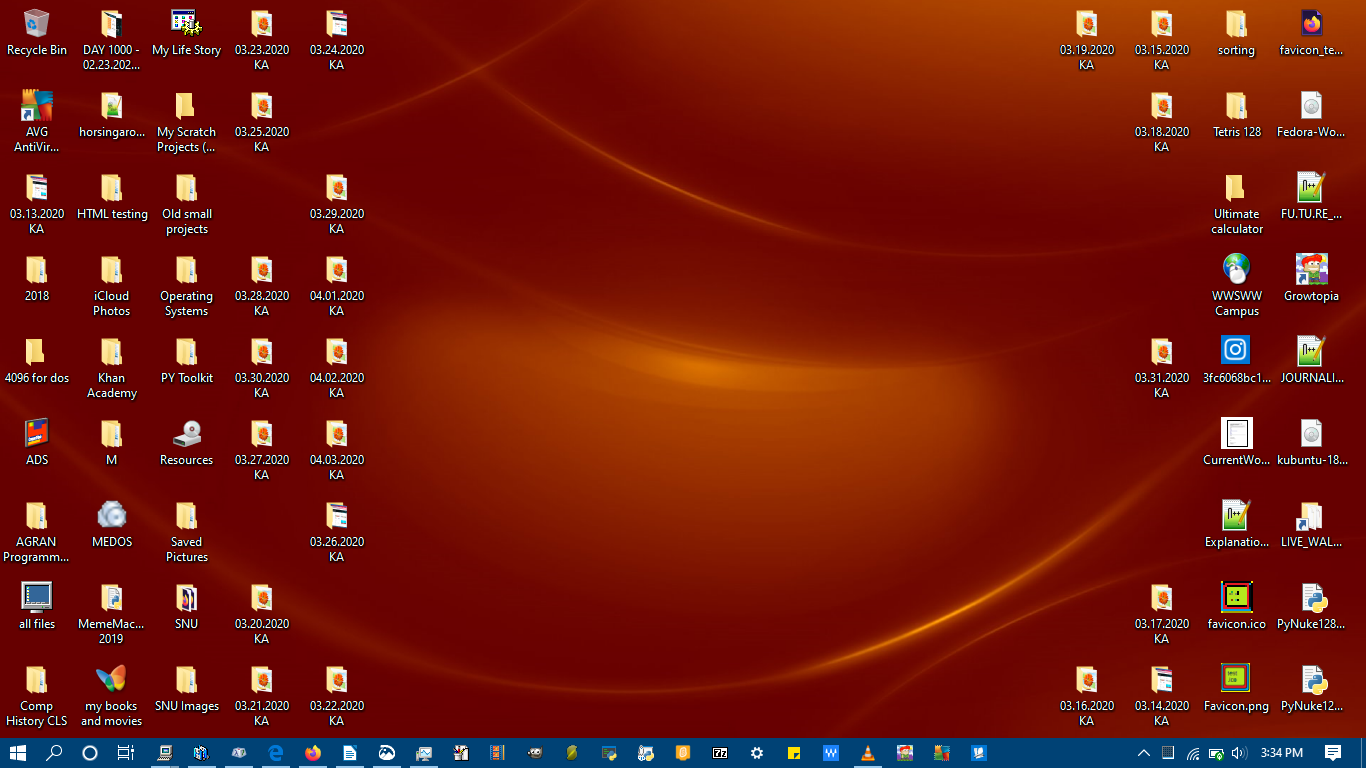 Recycle Bin
DAY 1000 -
02.23.202...
My Life Story
03.23.2020
KA
03.24.2020
KA
03.19.2020
KA
03.15.2020
KA
sorting
favicon_te...
AVG
AntiVir...
horsingaro...
My Scratch
Projects (...
03.25.2020
KA
03.18.2020
KA
Tetris 128
Fedora-Wo...
03.13.2020
KA
HTML testing
Old small
projects
03.29.2020
KA
Ultimate
calculator
FU.TU.RE_...
2018
iCloud
Photos
Operating
Systems
03.28.2020
KA
04.01.2020
KA
WWSWW
Campus
Growtopia
4096 for dos
Khan
Academy
PY Toolkit
03.30.2020
KA
04.02.2020
KA
03.31.2020
KA
3fc6068bc1...
JOURNALI...
ADS
M
Resources
03.27.2020
KA
04.03.2020
KA
CurrentWo...
kubuntu-18...
AGRAN
Programm...
MEDOS
Saved
Pictures
03.26.2020
KA
Explanatio...
LIVE_WAL...
all files
MemeMac...
2019
SNU
03.20.2020
KA
03.17.2020
KA
favicon.ico
PyNuke128...
Comp
History CLS
my books
and movies
SNU Images
03.21.2020
KA
03.22.2020
KA
03.16.2020
KA
03.14.2020
KA
Favicon.png
PyNuke12...
3:34 PM